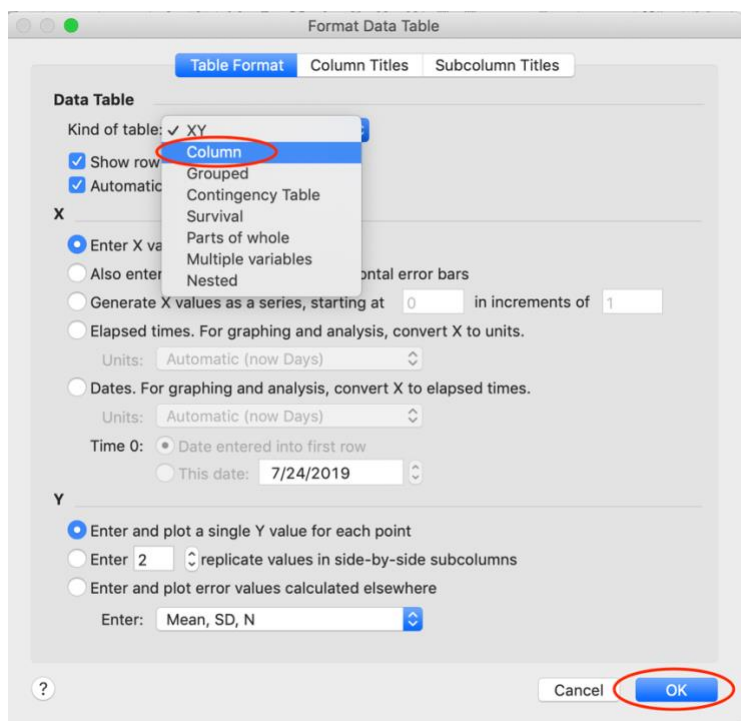 Format Data Table
Table Format Column Titles Subcolumn Titles
Data Table
Kind of table: ✓ XY
Column
Show row
Grouped
Automatic
Contingency Table
X
Survival
Parts of whole
Enter X va
Multiple variables
Also enter ontal error bars
Nested
Generate X values as a series, starting at 0 in increments of 1
Elapsed times. For graphing and analysis, convert X to units.
Units: Automatic (now Days)
Dates. For graphing and analysis, convert X to elapsed times.
Units: Automatic (now Days)
Time 0: Date entered into first row
This date: 7/24/2019
Y
Enter and plot a single Y value for each point
Enter 2 replicate values in side-by-side subcolumns
Enter and plot error values calculated elsewhere
Enter: Mean, SD, N
? Cancel OK